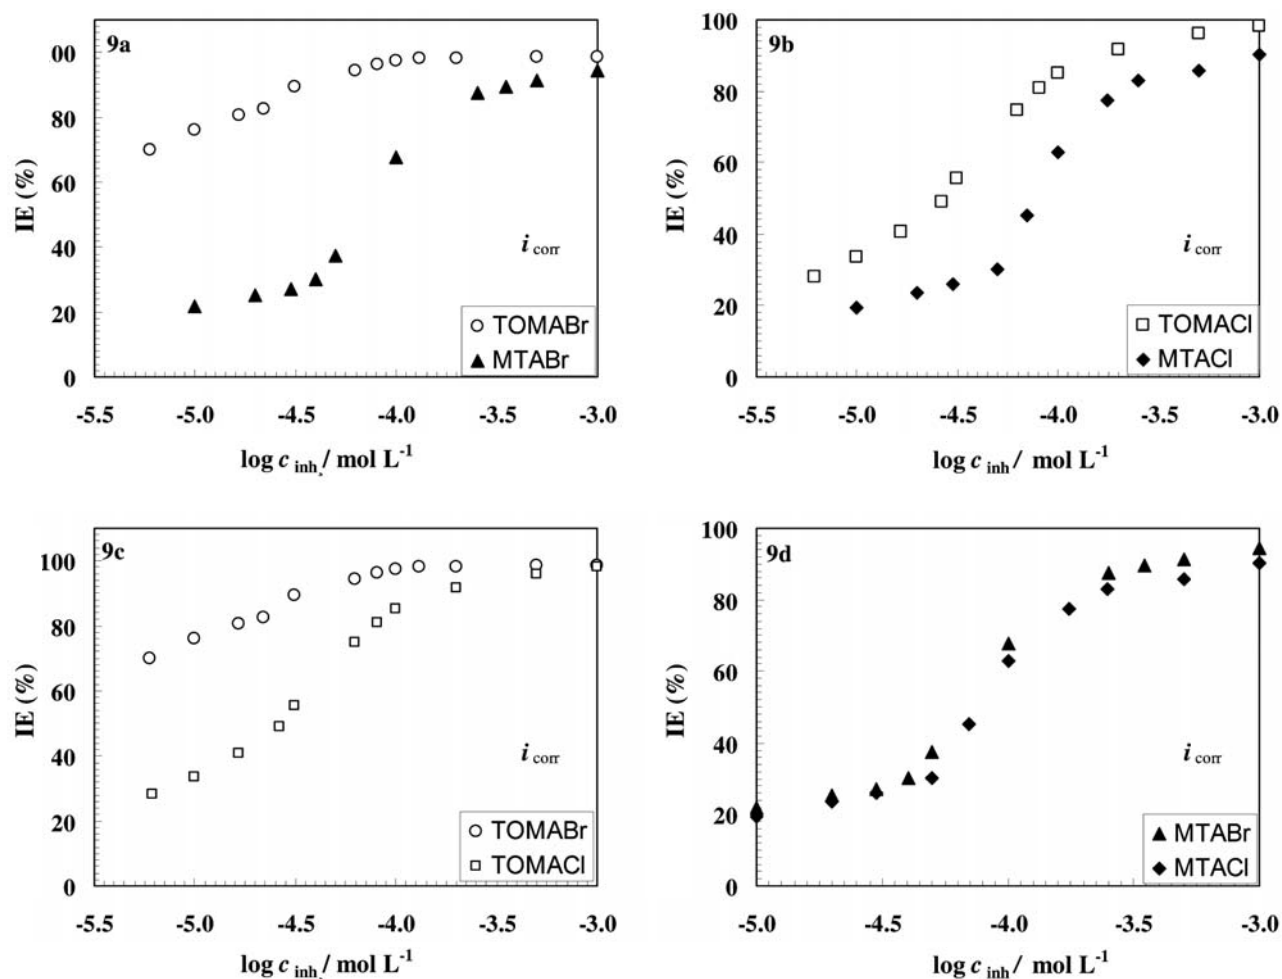 9a
00
80
60
40
20
0
IE (%)
i corr
TOMABr
MTABr
-5.5 -5.0 -4.5 -4.0 -3.5 -3.0
log c inh / mol L-1
9b
100
80
60
40
20
0
IE (%)
i corr
TOMACl
MTACl
-5.5 -5.0 -4.5 -4.0 -3.5 -3.0
log c inh / mol L-1
9c
100
80
60
40
20
0
IE (%)
i corr
TOMABr
TOMACl
-5.5 -5.0 -4.5 -4.0 -3.5 -3.0
log c inh / mol L-1
9d
100
80
60
40
20
0
IE (%)
i corr
MTABr
MTACl
-5.0 -4.5 -4.0 -3.5 -3.0
log c inh / mol L-1